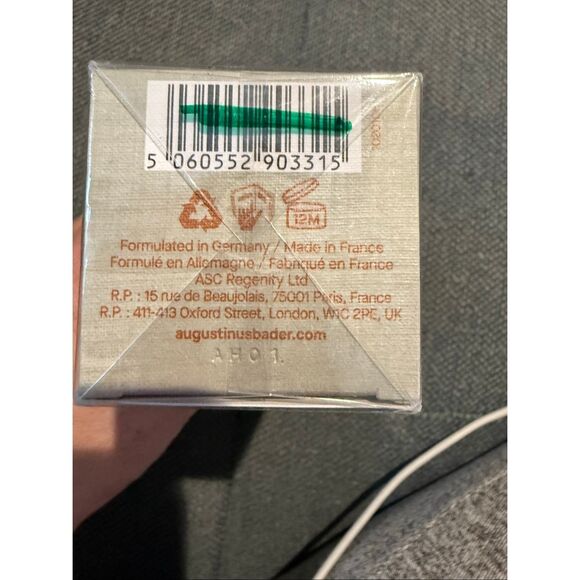 5 060552 903315
12M
Formulated in Germany / Made in France
Formulé en Allemagne / Fabriqué en France
ASC Regenity Ltd
R.P. : 15 rue de Beaujolais, 75001 Paris, France
R.P. : 411-413 Oxford Street, London, W1C 2PE, UK
augustinusbader.com
AH01